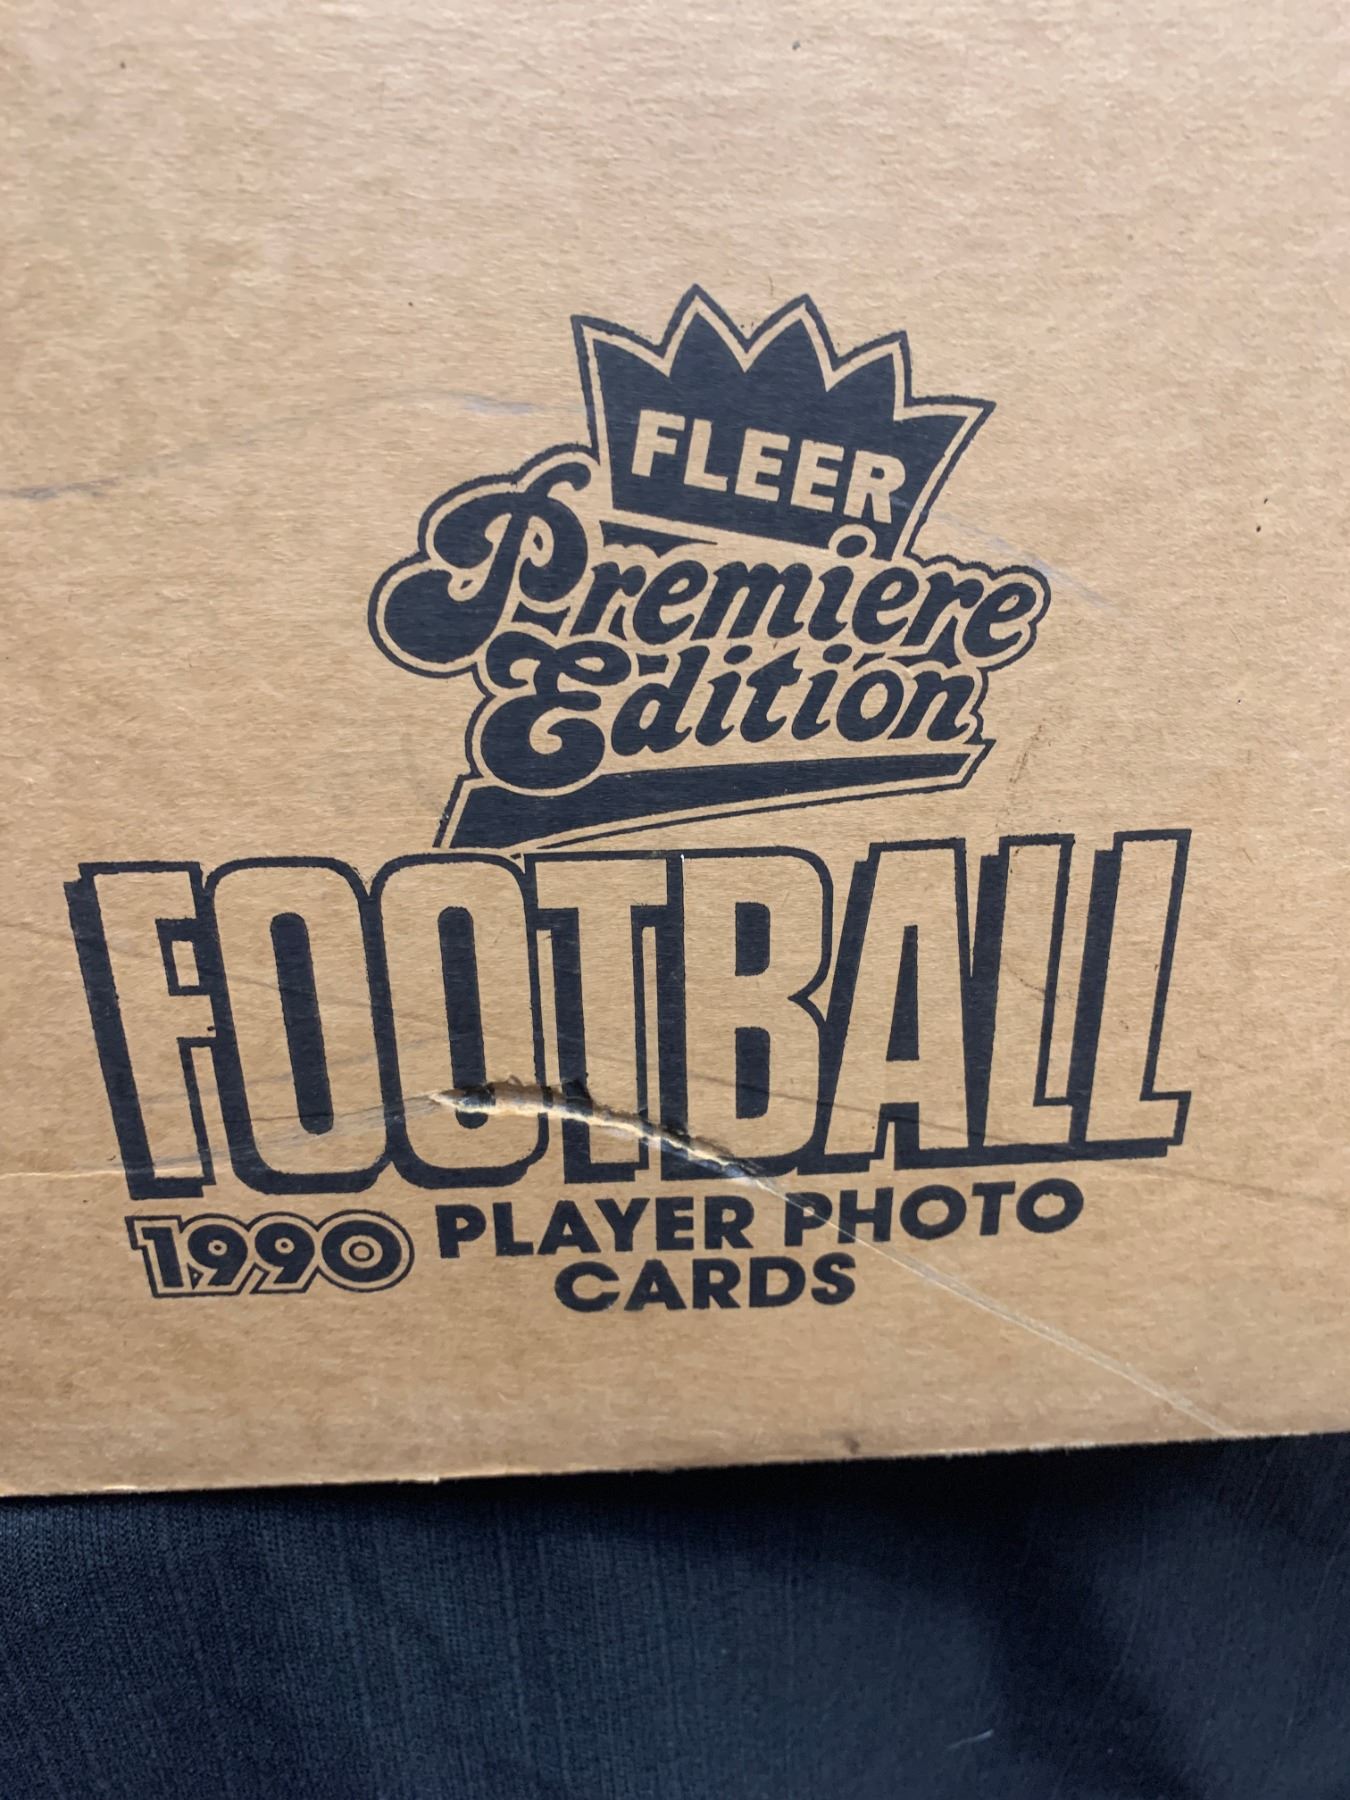 FLEER
Premiere
Edition
FOOTBALL
1990 PLAYER PHOTO
CARDS